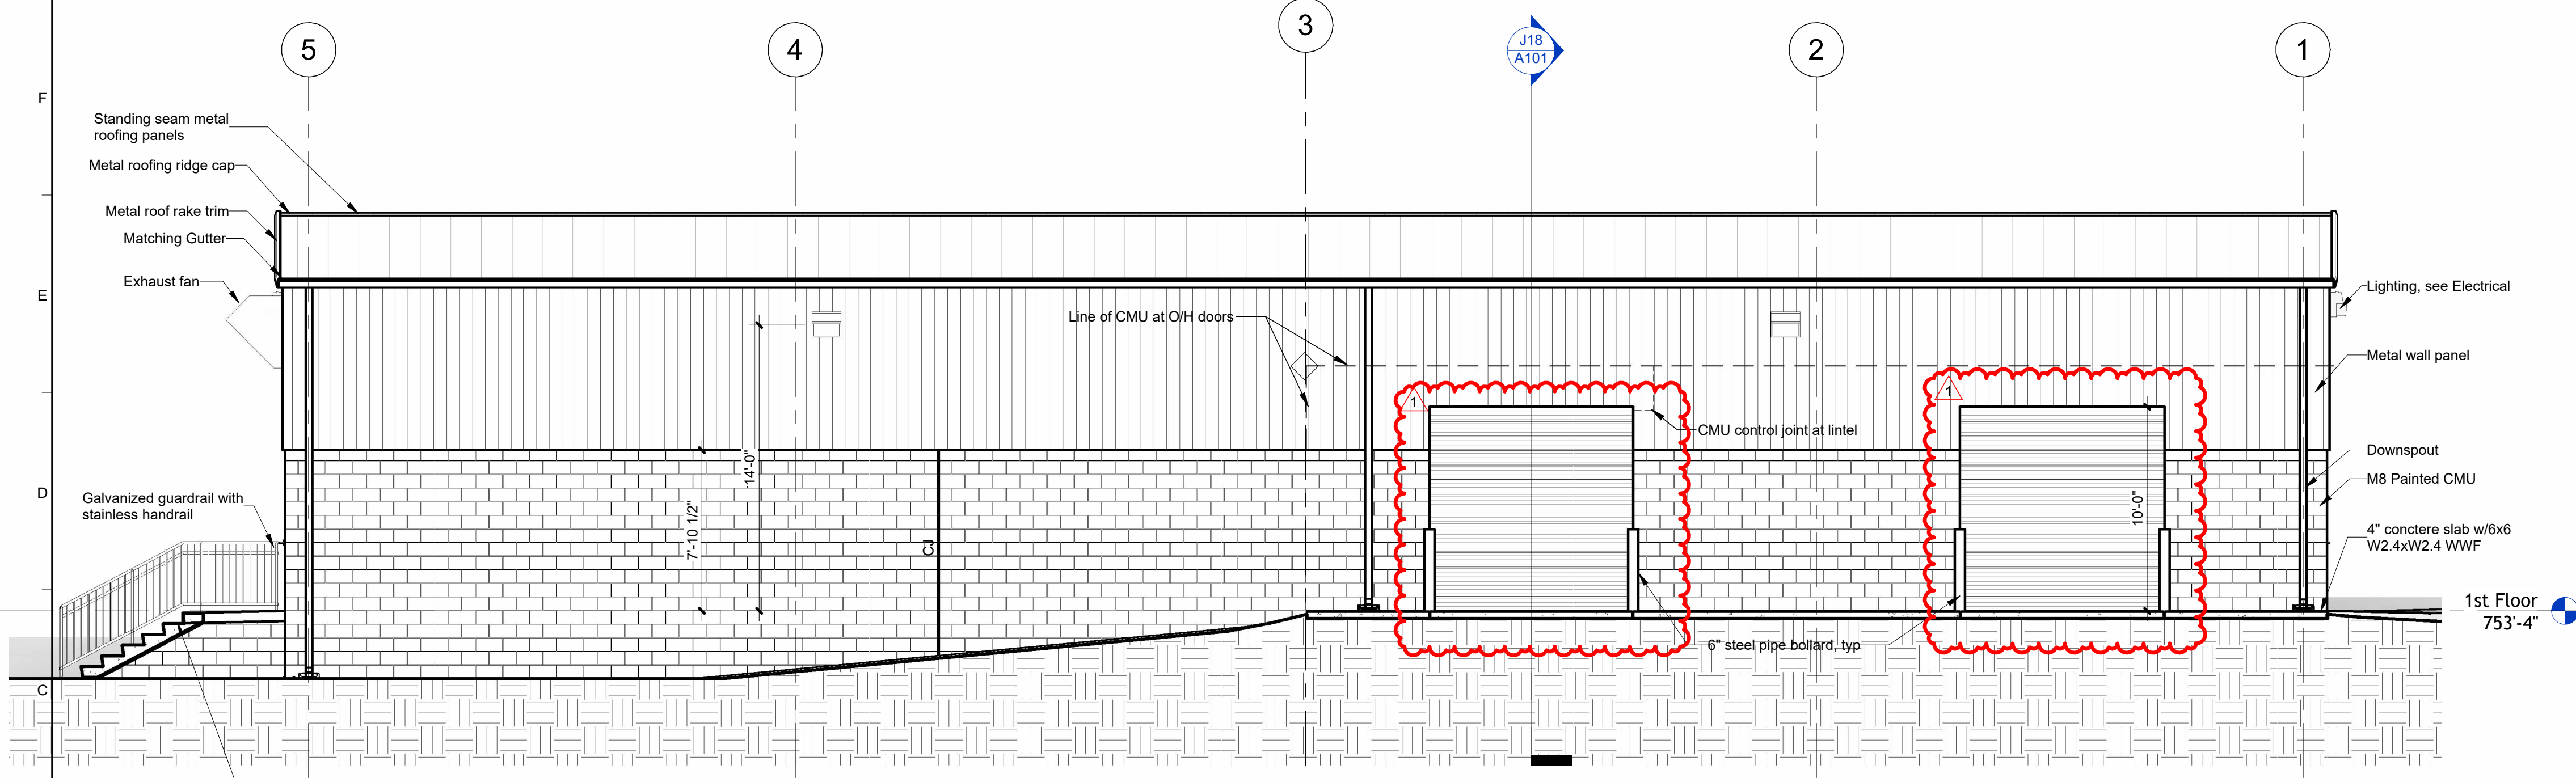 5
4
3
J18
A101
2
1
F
Standing seam metal
roofing panels
Metal roofing ridge cap
Metal roof rake trim
Matching Gutter
Exhaust fan
E
Line of CMU at O/H doors
Lighting, see Electrical
Metal wall panel
1
1
CMU control joint at lintel
Downspout
M8 Painted CMU
D
Galvanized guardrail with
stainless handrail
14'-0"
7'-10 1/2"
CJ
10'-0"
4" conctere slab w/6x6
W2.4xW2.4 WWF
1st Floor
753'-4"
6" steel pipe bollard, typ
C